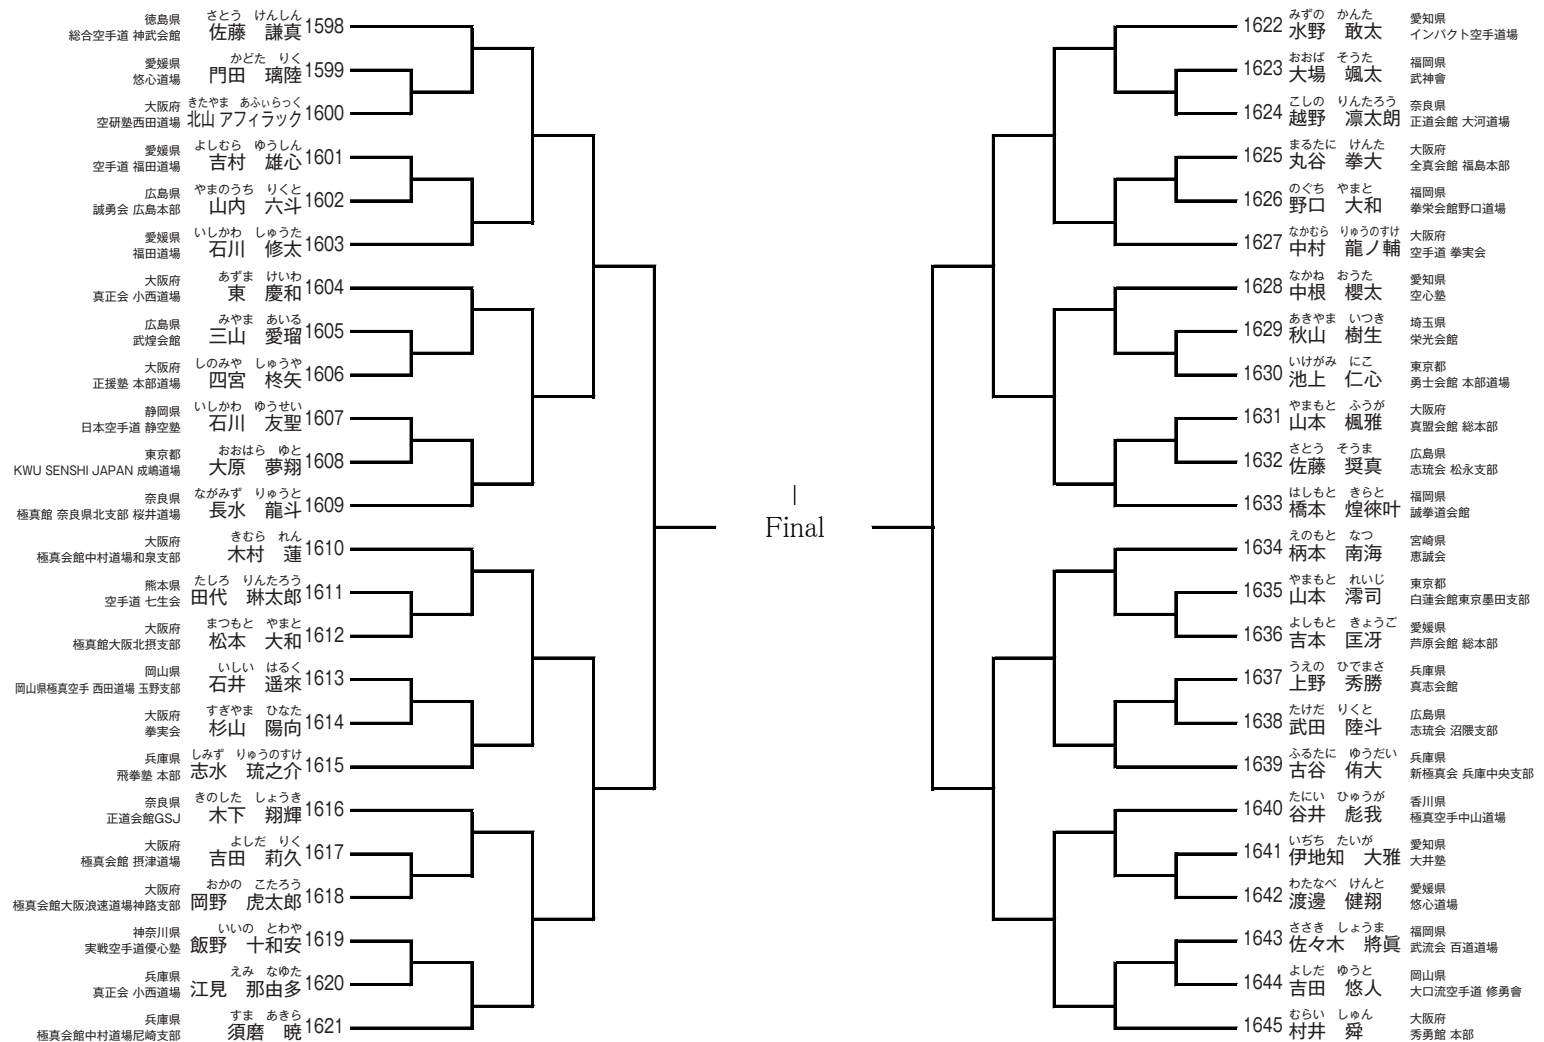 徳島県
総合空手道 神武会館
さとう けんしん
佐藤 謙真
1598
愛媛県
悠心道場
かどた りく
門田 璃陸
1599
大阪府
空研塾西田道場
きたやま あふぃらっく
北山 アフィラック
1600
愛媛県
空手道 福田道場
よしむら ゆうしん
吉村 雄心
1601
広島県
誠勇会 広島本部
やまのうち りくと
山内 六斗
1602
愛媛県
福田道場
いしかわ しゅうた
石川 修太
1603
大阪府
真正会 小西道場
あずま けいわ
東 慶和
1604
広島県
武煌会館
みやま あいる
三山 愛瑠
1605
大阪府
正援塾 本部道場
しのみや しゅうや
四宮 柊矢
1606
静岡県
日本空手道 静空塾
いしかわ ゆうせい
石川 友聖
1607
東京都
KWU SENSHI JAPAN 成嶋道場
おおはら ゆと
大原 夢翔
1608
奈良県
極真館 奈良県北支部 桜井道場
ながみず りゅうと
長水 龍斗
1609
大阪府
極真会館中村道場和泉支部
きむら れん
木村 蓮
1610
熊本県
空手道 七生会
たしろ りんたろう
田代 琳太郎
1611
大阪府
極真館大阪北摂支部
まつもと やまと
松本 大和
1612
岡山県
岡山県極真空手 西田道場 玉野支部
いしい はるく
石井 遥來
1613
大阪府
拳実会
すぎやま ひなた
杉山 陽向
1614
兵庫県
飛拳塾 本部
しみず りゅうのすけ
志水 琉之介
1615
奈良県
正道会館GSJ
きのした しょうき
木下 翔輝
1616
大阪府
極真会館 摂津道場
よしだ りく
吉田 莉久
1617
大阪府
極真会館大阪浪速道場神路支部
おかの こたろう
岡野 虎太郎
1618
神奈川県
実戦空手道優心塾
いいの とわや
飯野 十和安
1619
兵庫県
真正会 小西道場
えみ なゆた
江見 那由多
1620
兵庫県
極真会館中村道場尼崎支部
すま あきら
須磨 暁
1621
|
Final
1622
みずの かんた
水野 敢太
愛知県
インパクト空手道場
1623
おおば そうた
大場 颯太
福岡県
武神會
1624
こしの りんたろう
越野 凛太朗
奈良県
正道会館 大河道場
1625
まるたに けんた
丸谷 拳大
大阪府
全真会館 福島本部
1626
のぐち やまと
野口 大和
福岡県
拳栄会館野口道場
1627
なかむら りゅうのすけ
中村 龍ノ輔
大阪府
空手道 拳実会
1628
なかね おうた
中根 櫻太
愛知県
空心塾
1629
あきやま いつき
秋山 樹生
埼玉県
栄光会館
1630
いけがみ にこ
池上 仁心
東京都
勇士会館 本部道場
1631
やまもと ふうが
山本 楓雅
大阪府
真盟会館 総本部
1632
さとう そうま
佐藤 奨真
広島県
志琉会 松永支部
1633
はしもと きらと
橋本 煌徠叶
福岡県
誠拳道会館
1634
えのもと なつ
柄本 南海
宮崎県
恵誠会
1635
やまもと れいじ
山本 澪司
東京都
白蓮会館東京墨田支部
1636
よしもと きょうご
吉本 匡冴
愛媛県
芦原会館 総本部
1637
うえの ひでまさ
上野 秀勝
兵庫県
真志会館
1638
たけだ りくと
武田 陸斗
広島県
志琉会 沼隈支部
1639
ふるたに ゆうだい
古谷 侑大
兵庫県
新極真会 兵庫中央支部
1640
たにい ひゅうが
谷井 彪我
香川県
極真空手中山道場
1641
いぢち たいが
伊地知 大雅
愛知県
大井塾
1642
わたなべ けんと
渡邊 健翔
愛媛県
悠心道場
1643
ささき しょうま
佐々木 將眞
福岡県
武流会 百道道場
1644
よしだ ゆうと
吉田 悠人
岡山県
大口流空手道 修勇會
1645
むらい しゅん
村井 舜
大阪府
秀勇館 本部